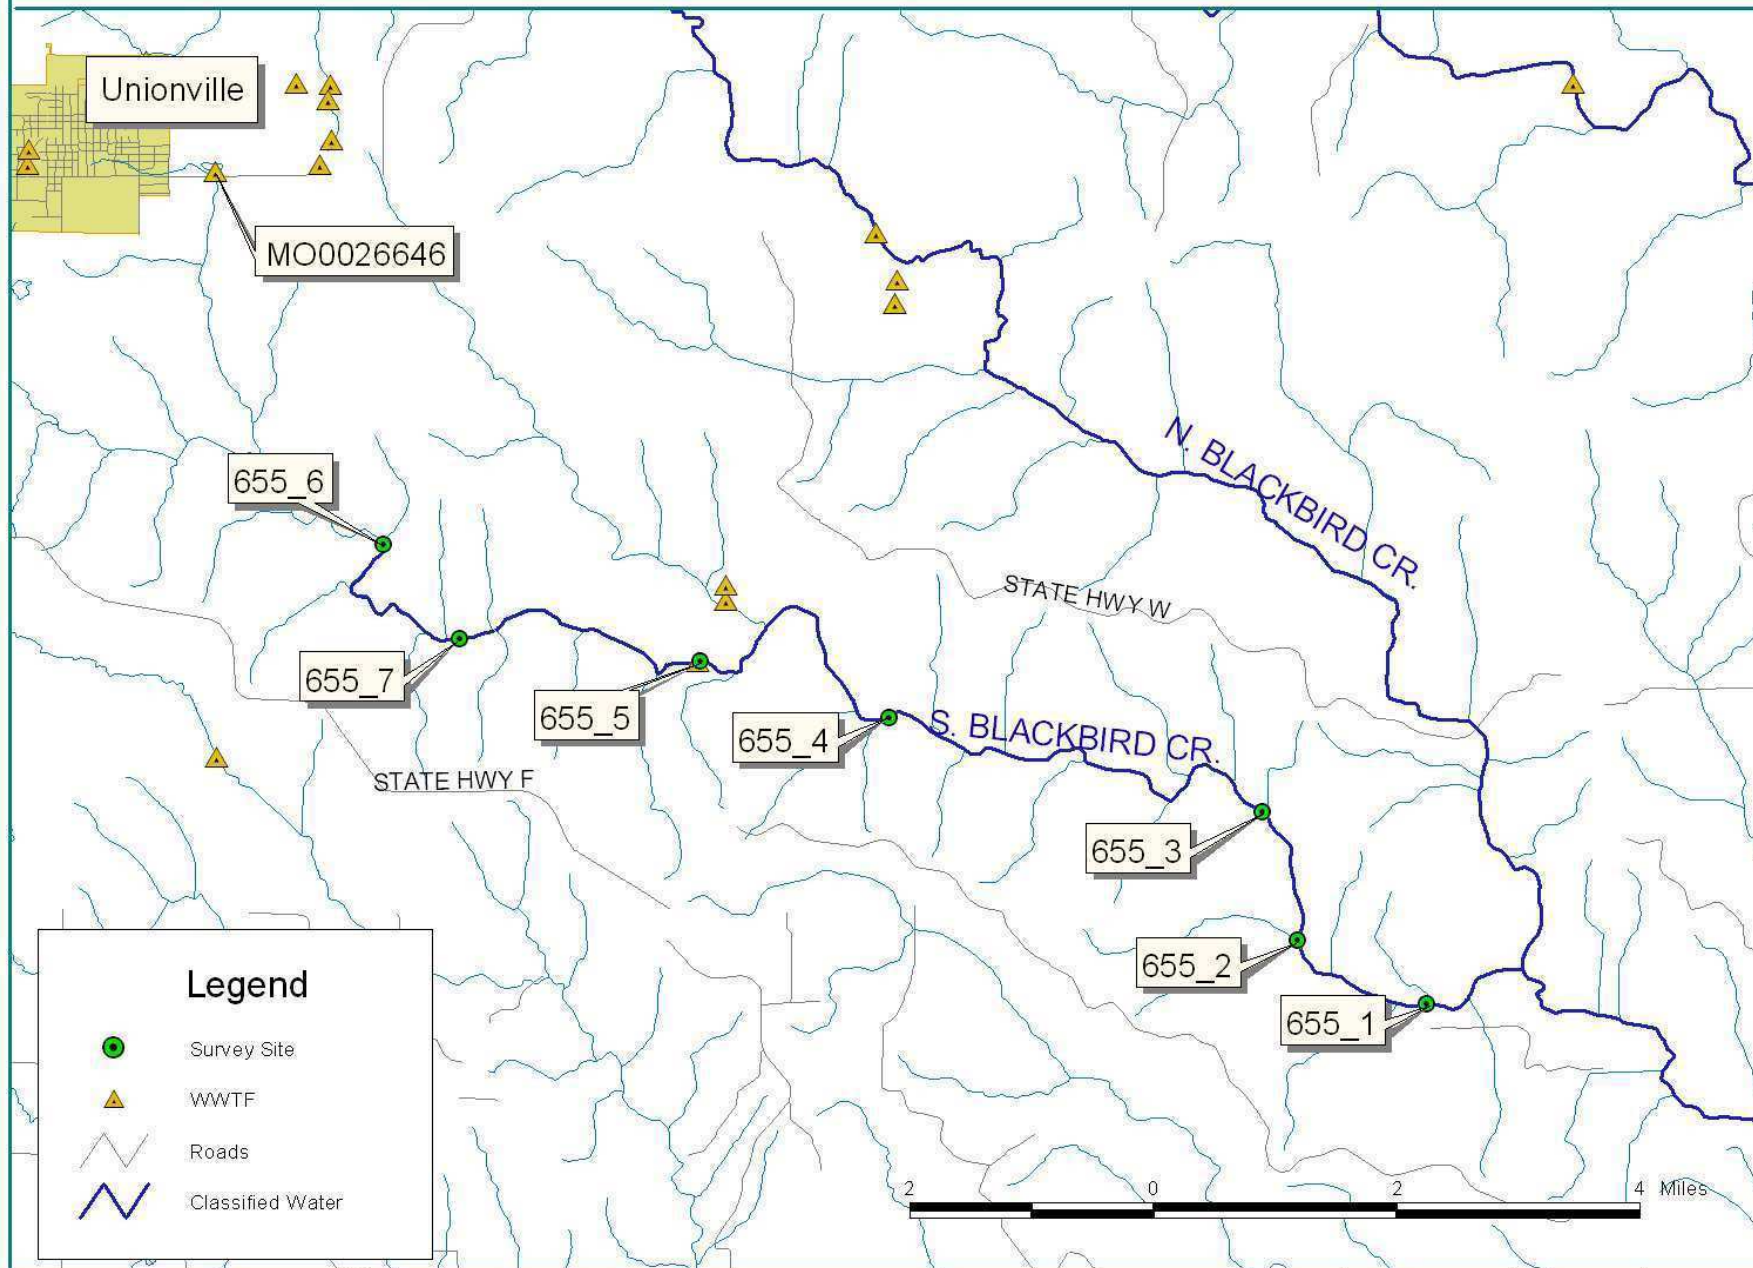 Unionville
MO0026646
N. BLACKBIRD CR.
655_6
STATE HWY W
655_7
655_5
655_4
S. BLACKBIRD CR.
STATE HWY F
655_3
655_2
655_1
Legend
Survey Site
WWTF
Roads
Classified Water
2 0 2 4 Miles